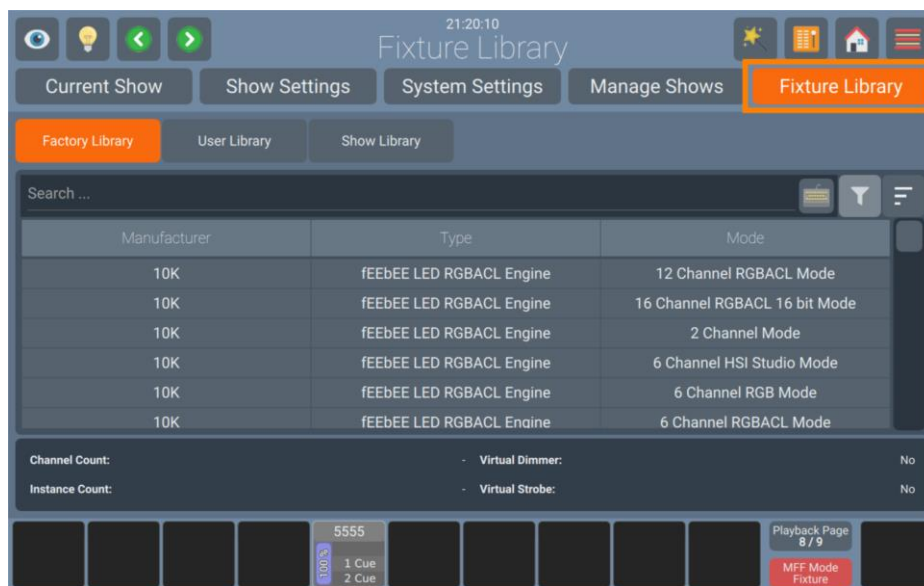 21:20:10
Fixture Library
Current Show Show Settings System Settings Manage Shows Fixture Library
Factory Library User Library Show Library
Search ...
Manufacturer Type Mode
10K fEEbEE LED RGBACL Engine 12 Channel RGBACL Mode
10K fEEbEE LED RGBACL Engine 16 Channel RGBACL 16 bit Mode
10K fEEbEE LED RGBACL Engine 2 Channel Mode
10K fEEbEE LED RGBACL Engine 6 Channel HSI Studio Mode
10K fEEbEE LED RGBACL Engine 6 Channel RGB Mode
10K fEEbEE LED RGBACL Engine 6 Channel RGBACL Mode
Channel Count: - Virtual Dimmer: No
Instance Count: - Virtual Strobe: No
5555
100 %
1 Cue
2 Cue
Playback Page
8 / 9
MFF Mode
Fixture